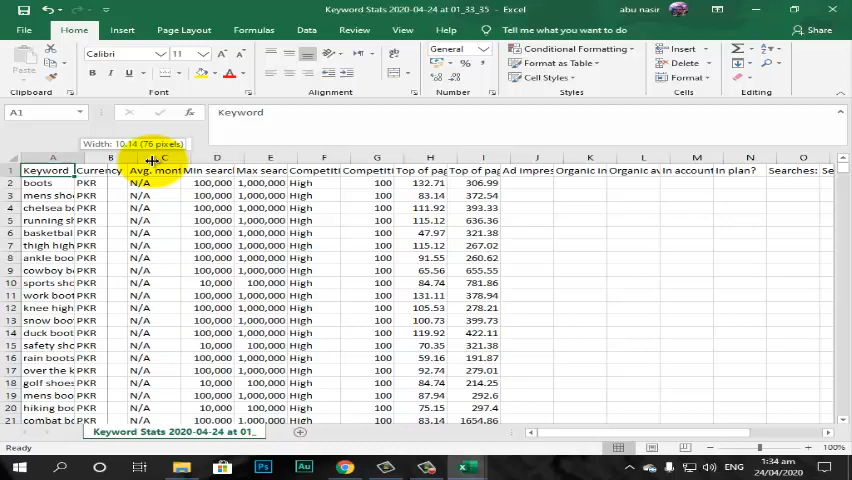 Keyword Stats 2020-04-24 at 01_33_35 - Excel
abu nasir
File Home Insert Page Layout Formulas Data Review View Help Tell me what you want to do Share
Calibri 11 General Conditional Formatting Insert
Paste B I U $ % Format as Table Delete
Cell Styles Format
Clipboard Font Alignment Number Styles Cells Editing
A1 fx Keyword
Width: 10.14 (76 pixels)
A B C D E F G H I J K L M N O
1 Keyword Currency Avg. mont Min searc Max searc Competiti Competiti Top of pag Top of pag Ad impres Organic in Organic av In account In plan? Searches: Se
2 boots PKR N/A 100,000 1,000,000 High 100 132.71 306.99
3 mens sho PKR N/A 100,000 1,000,000 High 100 83.14 372.54
4 chelsea b PKR N/A 100,000 1,000,000 High 100 111.92 393.33
5 running sh PKR N/A 100,000 1,000,000 High 100 115.12 636.36
6 basketbal PKR N/A 100,000 1,000,000 High 100 47.97 321.38
7 thigh high PKR N/A 100,000 1,000,000 High 100 115.12 267.02
8 ankle boo PKR N/A 100,000 1,000,000 High 100 91.55 260.62
9 cowboy bo PKR N/A 100,000 1,000,000 High 100 65.56 655.55
10 sports sho PKR N/A 10,000 100,000 High 100 84.74 781.86
11 work boot PKR N/A 100,000 1,000,000 High 100 131.11 378.94
12 knee high PKR N/A 100,000 1,000,000 High 100 105.53 278.21
13 snow boot PKR N/A 100,000 1,000,000 High 100 100.73 399.73
14 duck boot PKR N/A 100,000 1,000,000 High 100 119.92 422.11
15 safety sho PKR N/A 100,000 1,000,000 High 100 70.35 321.38
16 rain boots PKR N/A 100,000 1,000,000 High 100 59.16 191.87
17 over the k PKR N/A 100,000 1,000,000 High 100 92.74 279.01
18 golf shoes PKR N/A 10,000 100,000 High 100 84.74 214.25
19 mens boo PKR N/A 100,000 1,000,000 High 100 87.94 292.6
20 hiking boo PKR N/A 10,000 100,000 High 100 75.15 297.4
21 combat bo PKR N/A 100,000 1,000,000 High 100 80.74 1654.86
Keyword Stats 2020-04-24 at 01_
Ready 100%
Ps Au ENG 1:34 am
24/04/2020